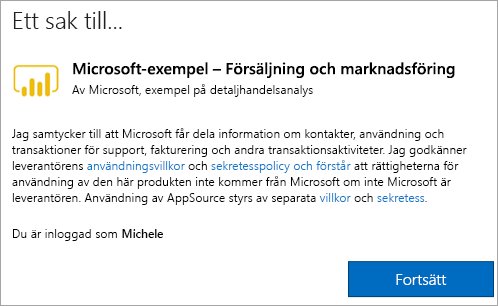 Ett sak till...
Microsoft-exempel – Försäljning och marknadsföring
Av Microsoft, exempel på detaljhandelsanalys
Jag samtycker till att Microsoft får dela information om kontakter, användning och
transaktioner för support, fakturering och andra transaktionsaktiviteter. Jag godkänner
leverantörens användningsvillkor och sekretesspolicy och förstår att rättigheterna för
användning av den här produkten inte kommer från Microsoft om inte Microsoft är
leverantören. Användning av AppSource styrs av separata villkor och sekretess.
Du är inloggad som Michele
Fortsätt